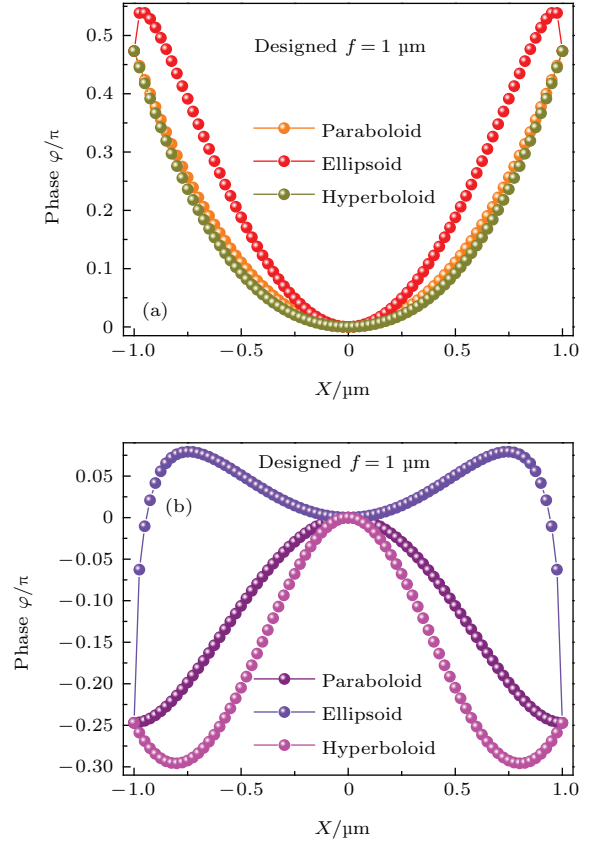 0.5
0.4
0.3
0.2
0.1
0
Phase φ/π
Designed f = 1 µm
Paraboloid
Ellipsoid
Hyperboloid
(a)
−1.0 −0.5 0 0.5 1.0
X/µm
0.05
0
−0.05
−0.10
−0.15
−0.20
−0.25
−0.30
Phase φ/π
Designed f = 1 µm
(b)
Paraboloid
Ellipsoid
Hyperboloid
−1.0 −0.5 0 0.5 1.0
X/µm